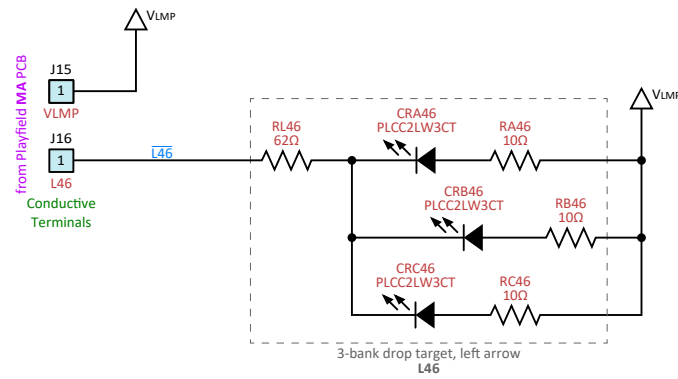 VLMP
from Playfield MA PCB
J15
1
VLMP
J16
1
L46
Conductive
Terminals
L46
RL46
62Ω
CRA46
PLCC2LW3CT
RA46
10Ω
CRB46
PLCC2LW3CT
RB46
10Ω
CRC46
PLCC2LW3CT
RC46
10Ω
VLMP
3-bank drop target, left arrow
L46